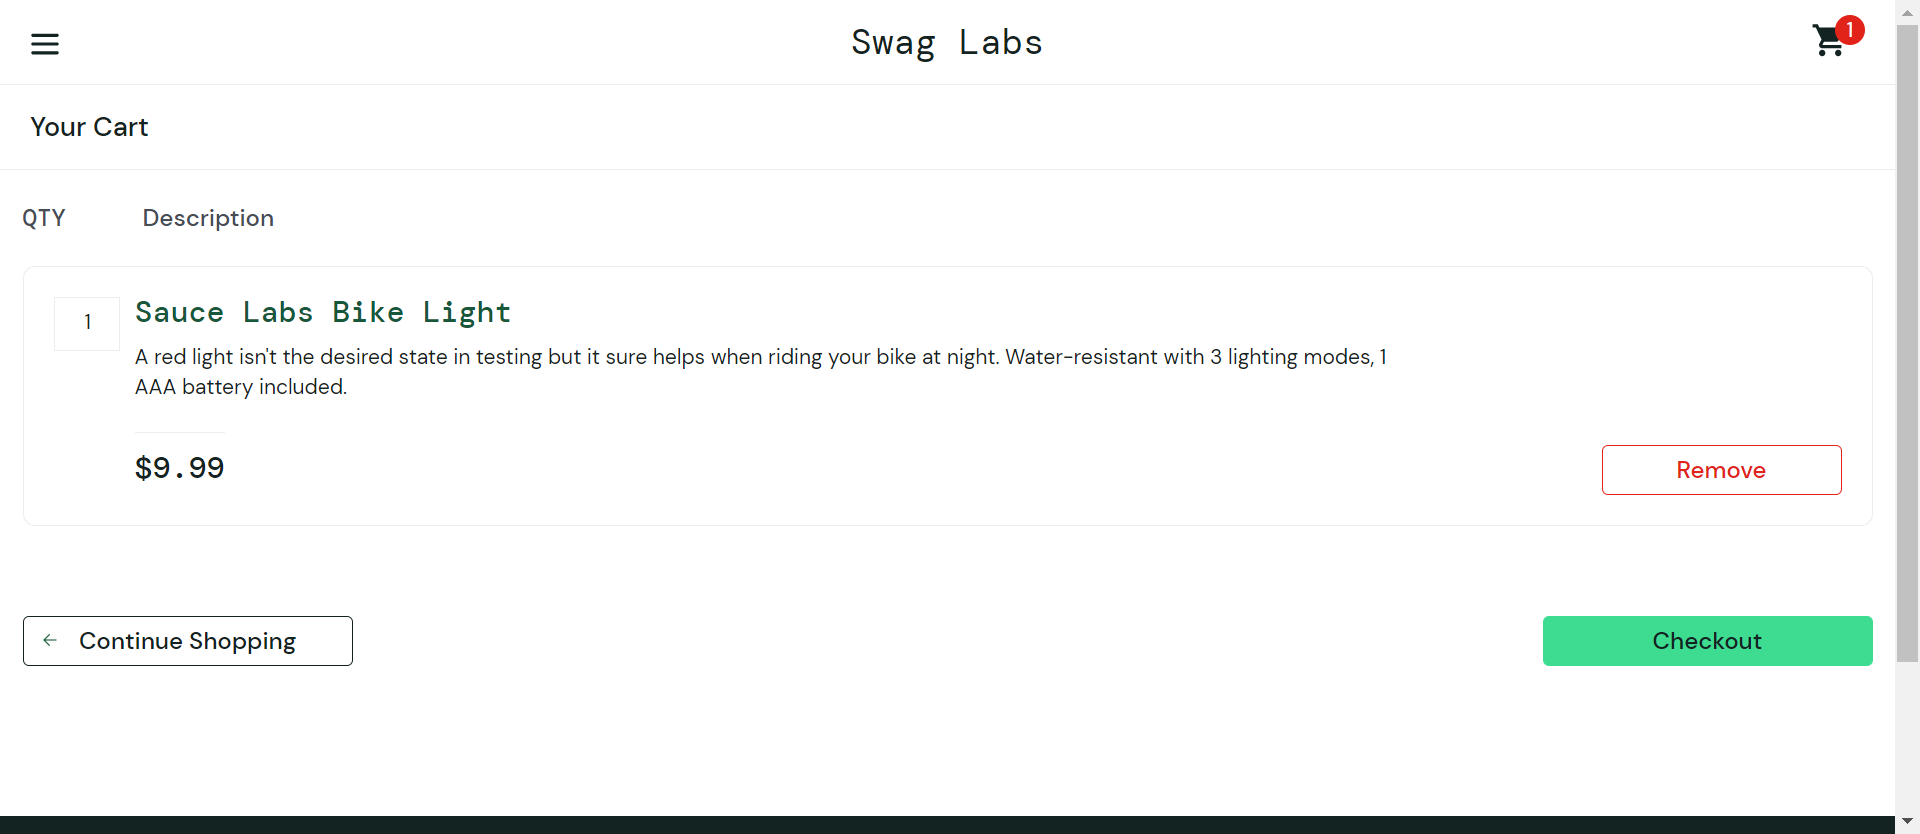 Swag Labs
1
Your Cart
QTY Description
1
Sauce Labs Bike Light
A red light isn't the desired state in testing but it sure helps when riding your bike at night. Water-resistant with 3 lighting modes, 1
AAA battery included.
$9.99
Remove
Continue Shopping
Checkout